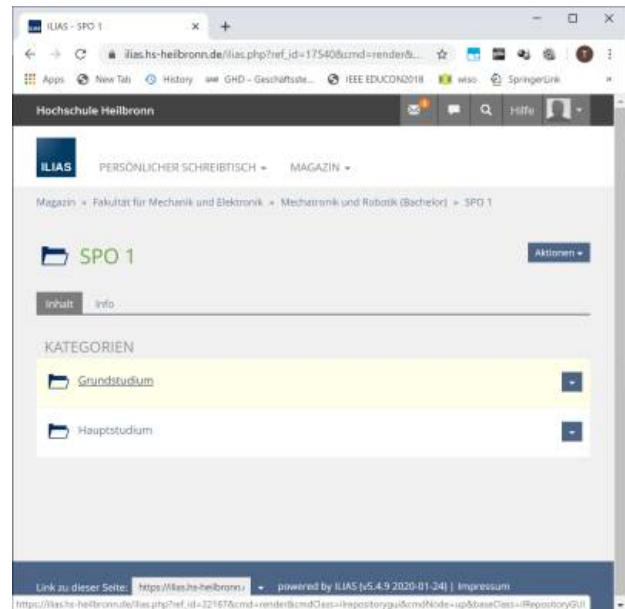 ILIAS - SPO 1
ilias.hs-heilbronn.de/ilias.php?ref_id=17540&cmd=render&...
Apps New Tab History GHD - Geschäftsste... IEEE EDUCON2018 wiso SpringerLink
Hochschule Heilbronn Hilfe
ILIAS PERSÖNLICHER SCHREIBTISCH MAGAZIN
Magazin » Fakultät für Mechanik und Elektronik » Mechatronik und Robotik (Bachelor) » SPO 1
SPO 1 Aktionen
Inhalt Info
KATEGORIEN
Grundstudium
Hauptstudium
Link zu dieser Seite: https://ilias.hs-heilbronn. powered by ILIAS (v5.4.9 2020-01-24) | Impressum
https://ilias.hs-heilbronn.de/ilias.php?ref_id=22167&cmd=render&cmdClass=ilrepositorygui&cmdNode=sp&baseClass=ilRepositoryGUI